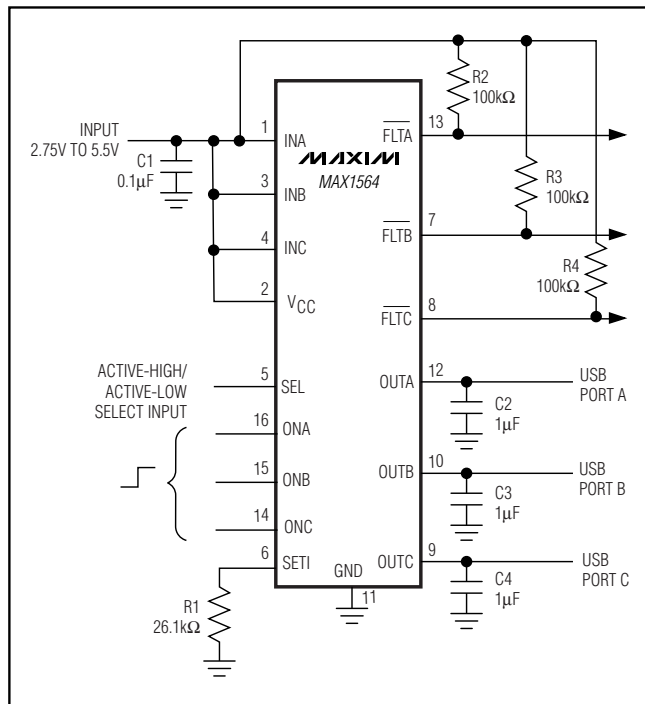 INPUT
2.75V TO 5.5V
C1
0.1µF
1
INA
3
INB
4
INC
2
VCC
MAXIM
MAX1564
R2
100kΩ
13
FLTA
R3
100kΩ
7
FLTB
R4
100kΩ
8
FLTC
ACTIVE-HIGH/
ACTIVE-LOW
SELECT INPUT
5
SEL
16
ONA
15
ONB
14
ONC
6
SETI
R1
26.1kΩ
GND
11
12
OUTA
C2
1µF
USB
PORT A
10
OUTB
C3
1µF
USB
PORT B
9
OUTC
C4
1µF
USB
PORT C